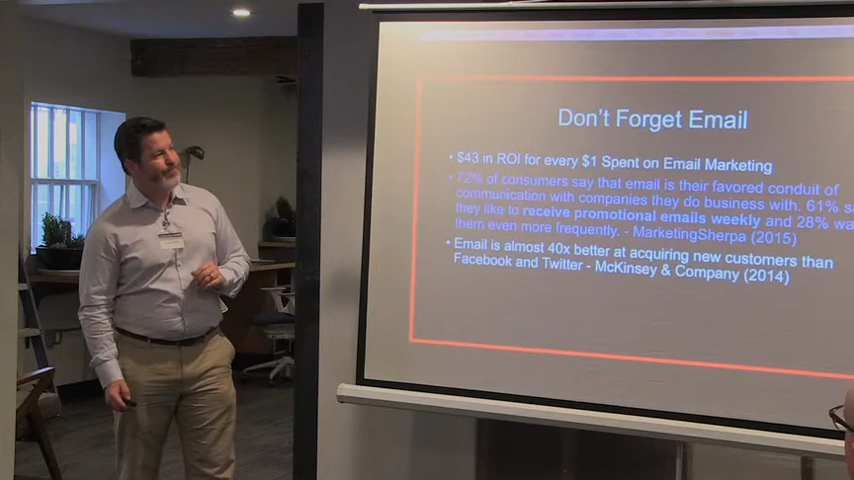 Don't Forget Email
• $43 in ROI for every $1 Spent on Email Marketing
• 72% of consumers say that email is their favored conduit of
communication with companies they do business with. 61% s
they like to receive promotional emails weekly and 28% wa
them even more frequently. - MarketingSherpa (2015)
• Email is almost 40x better at acquiring new customers than
Facebook and Twitter - McKinsey & Company (2014)